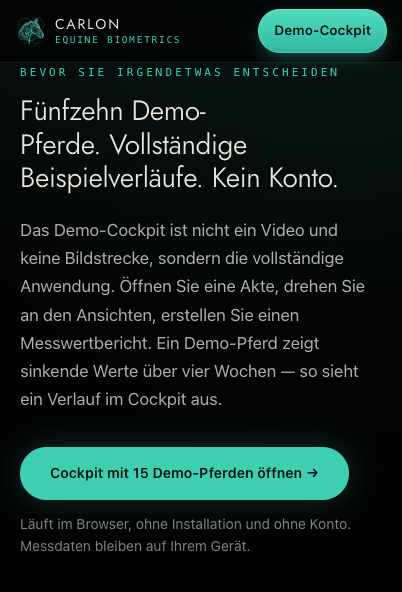 CARLON
EQUINE BIOMETRICS
Demo-Cockpit
BEVOR SIE IRGENDETWAS ENTSCHEIDEN
Fünfzehn Demo-
Pferde. Vollständige
Beispielverläufe. Kein Konto.
Das Demo-Cockpit ist nicht ein Video und
keine Bildstrecke, sondern die vollständige
Anwendung. Öffnen Sie eine Akte, drehen Sie
an den Ansichten, erstellen Sie einen
Messwertbericht. Ein Demo-Pferd zeigt
sinkende Werte über vier Wochen — so sieht
ein Verlauf im Cockpit aus.
Cockpit mit 15 Demo-Pferden öffnen →
Läuft im Browser, ohne Installation und ohne Konto.
Messdaten bleiben auf Ihrem Gerät.